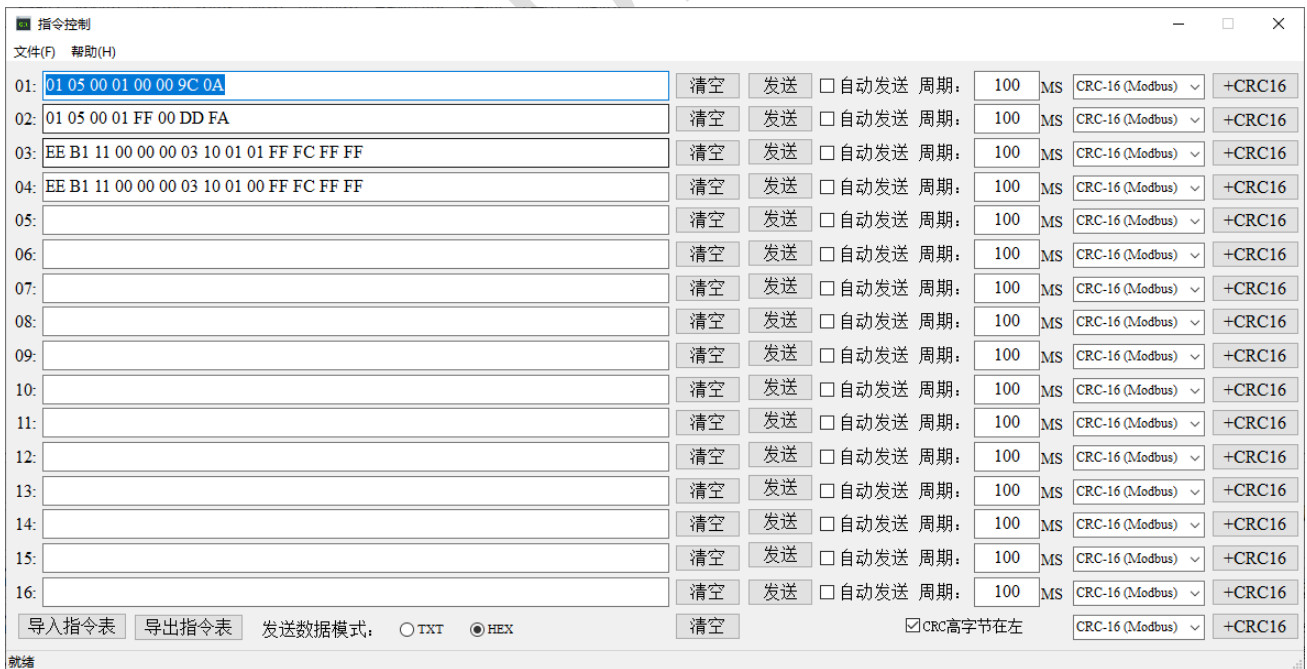 指令控制
文件(F) 帮助(H)
01: 01 05 00 01 00 00 9C 0A 清空 发送 自动发送 周期： 100 MS CRC-16 (Modbus) +CRC16
02: 01 05 00 01 FF 00 DD FA 清空 发送 自动发送 周期： 100 MS CRC-16 (Modbus) +CRC16
03: EE B1 11 00 00 00 03 10 01 01 FF FC FF FF 清空 发送 自动发送 周期： 100 MS CRC-16 (Modbus) +CRC16
04: EE B1 11 00 00 00 03 10 01 00 FF FC FF FF 清空 发送 自动发送 周期： 100 MS CRC-16 (Modbus) +CRC16
05: 清空 发送 自动发送 周期： 100 MS CRC-16 (Modbus) +CRC16
06: 清空 发送 自动发送 周期： 100 MS CRC-16 (Modbus) +CRC16
07: 清空 发送 自动发送 周期： 100 MS CRC-16 (Modbus) +CRC16
08: 清空 发送 自动发送 周期： 100 MS CRC-16 (Modbus) +CRC16
09: 清空 发送 自动发送 周期： 100 MS CRC-16 (Modbus) +CRC16
10: 清空 发送 自动发送 周期： 100 MS CRC-16 (Modbus) +CRC16
11: 清空 发送 自动发送 周期： 100 MS CRC-16 (Modbus) +CRC16
12: 清空 发送 自动发送 周期： 100 MS CRC-16 (Modbus) +CRC16
13: 清空 发送 自动发送 周期： 100 MS CRC-16 (Modbus) +CRC16
14: 清空 发送 自动发送 周期： 100 MS CRC-16 (Modbus) +CRC16
15: 清空 发送 自动发送 周期： 100 MS CRC-16 (Modbus) +CRC16
16: 清空 发送 自动发送 周期： 100 MS CRC-16 (Modbus) +CRC16
导入指令表 导出指令表 发送数据模式： TXT HEX 清空 CRC高字节在左 CRC-16 (Modbus) +CRC16
就绪